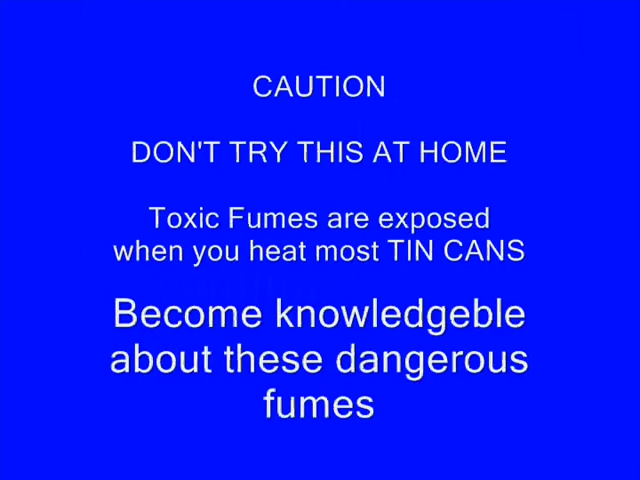 CAUTION
DON'T TRY THIS AT HOME
Toxic Fumes are exposed
when you heat most TIN CANS
Become knowledgeble
about these dangerous
fumes